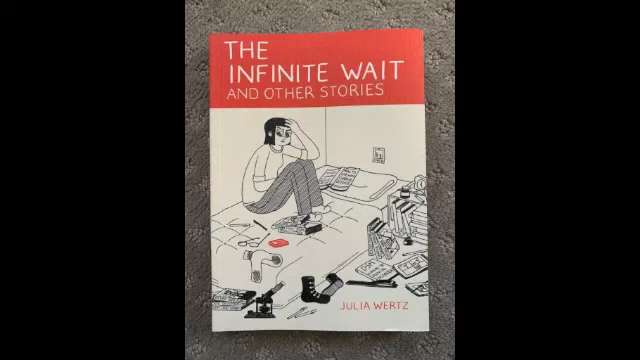 THE
INFINITE WAIT
AND OTHER STORIES
JULIA WERTZ